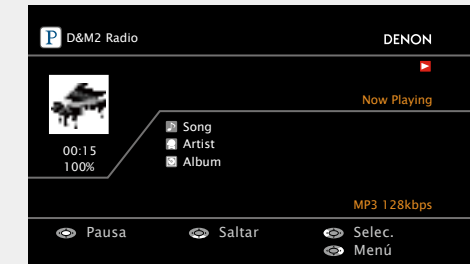 P D&M2 Radio
DENON
Now Playing
00:15
100%
Song
Artist
Album
MP3 128kbps
Pausa Saltar Selec.
Menú